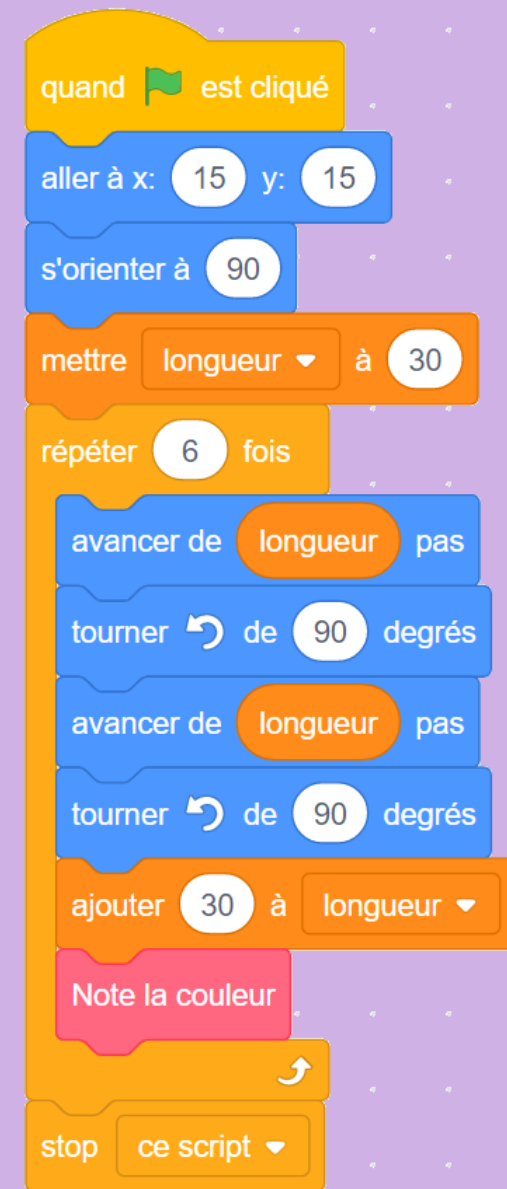 quand est cliqué
aller à x: 15 y: 15
s'orienter à 90
mettre longueur à 30
répéter 6 fois
avancer de longueur pas
tourner de 90 degrés
avancer de longueur pas
tourner de 90 degrés
ajouter 30 à longueur
Note la couleur
stop ce script